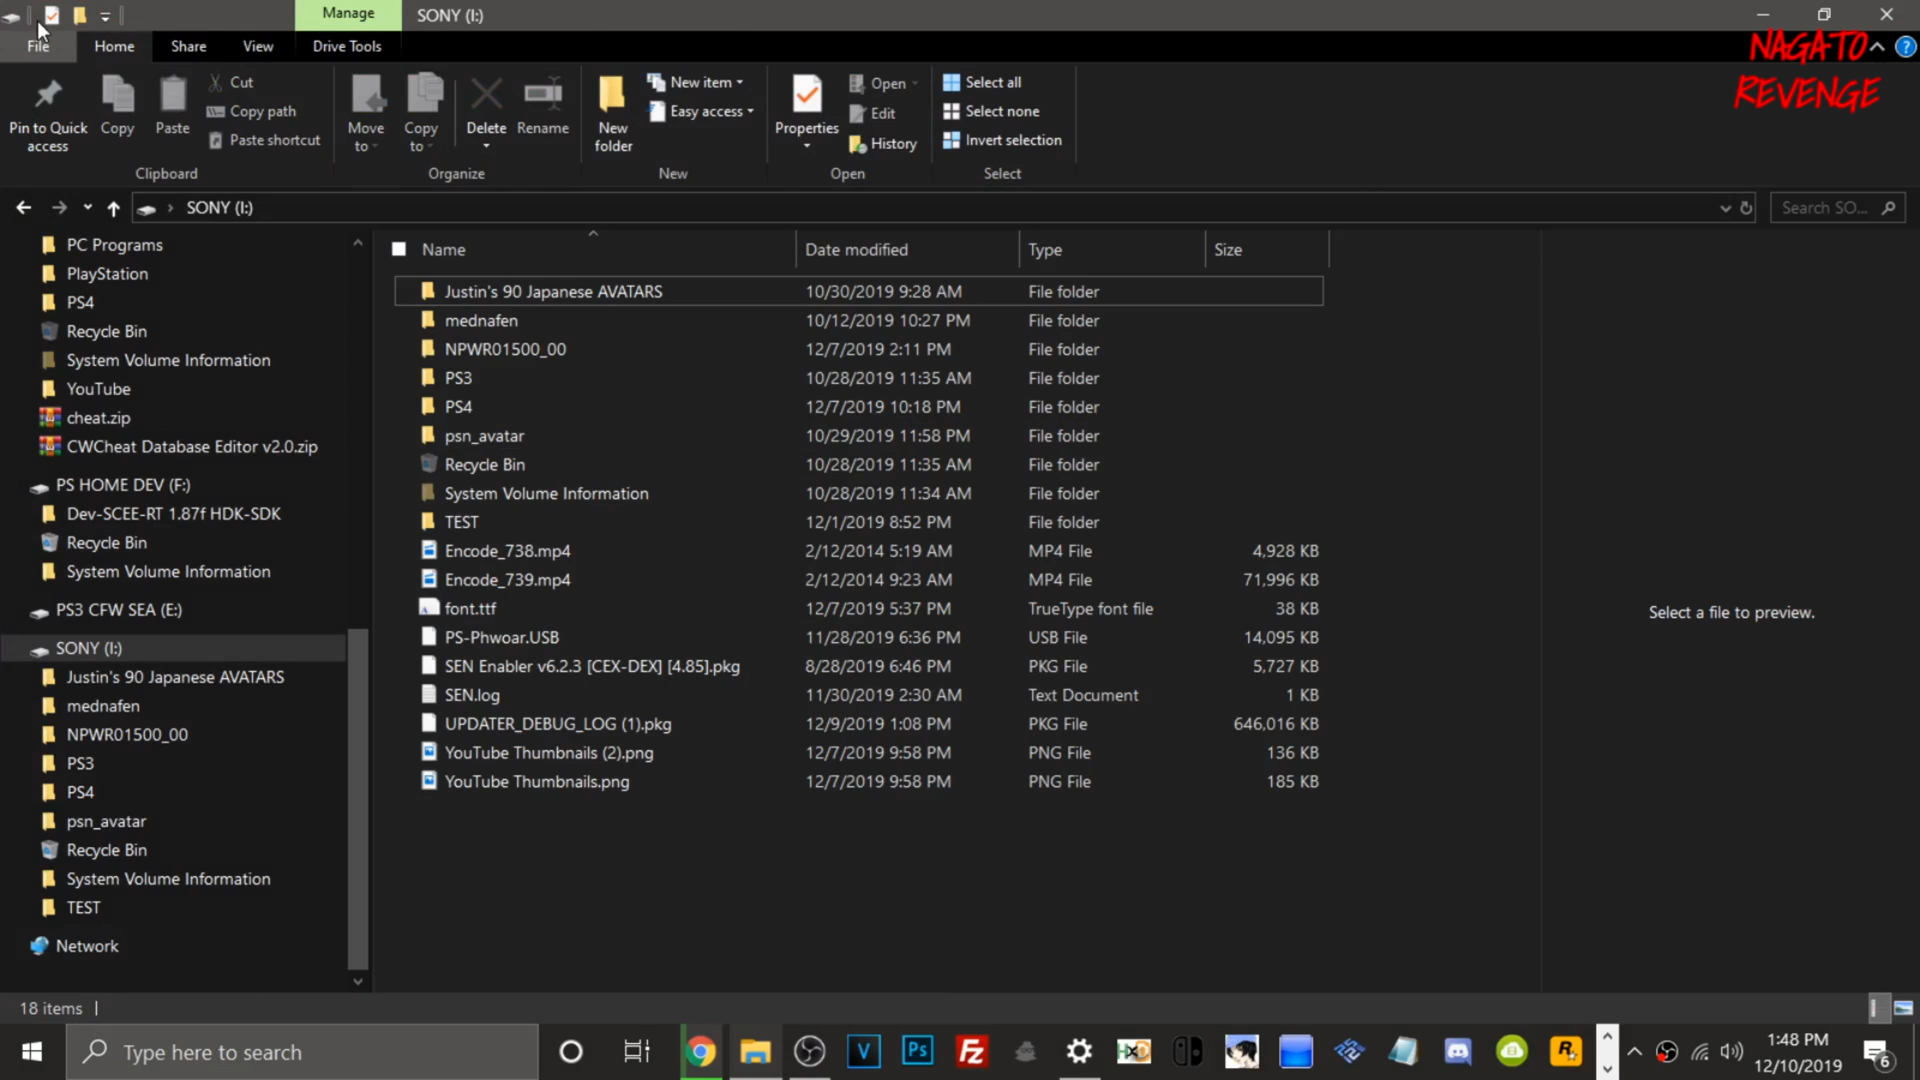 Manage SONY (I:)
File Home Share View Drive Tools
NAGATO
REVENGE
Pin to Quick access
Copy
Paste
Cut
Copy path
Paste shortcut
Move to
Copy to
Delete
Rename
New folder
New item
Easy access
Properties
Open
Edit
History
Select all
Select none
Invert selection
Clipboard Organize New Open Select
SONY (I:) Search SO...
PC Programs
PlayStation
PS4
Recycle Bin
System Volume Information
YouTube
cheat.zip
CWCheat Database Editor v2.0.zip
PS HOME DEV (F:)
Dev-SCEE-RT 1.87f HDK-SDK
Recycle Bin
System Volume Information
PS3 CFW SEA (E:)
SONY (I:)
Justin's 90 Japanese AVATARS
mednafen
NPWR01500_00
PS3
PS4
psn_avatar
Recycle Bin
System Volume Information
TEST
Network
Name Date modified Type Size
Justin's 90 Japanese AVATARS 10/30/2019 9:28 AM File folder
mednafen 10/12/2019 10:27 PM File folder
NPWR01500_00 12/7/2019 2:11 PM File folder
PS3 10/28/2019 11:35 AM File folder
PS4 12/7/2019 10:18 PM File folder
psn_avatar 10/29/2019 11:58 PM File folder
Recycle Bin 10/28/2019 11:35 AM File folder
System Volume Information 10/28/2019 11:34 AM File folder
TEST 12/1/2019 8:52 PM File folder
Encode_738.mp4 2/12/2014 5:19 AM MP4 File 4,928 KB
Encode_739.mp4 2/12/2014 9:23 AM MP4 File 71,996 KB
font.ttf 12/7/2019 5:37 PM TrueType font file 38 KB
PS-Phwoar.USB 11/28/2019 6:36 PM USB File 14,095 KB
SEN Enabler v6.2.3 [CEX-DEX] [4.85].pkg 8/28/2019 6:46 PM PKG File 5,727 KB
SEN.log 11/30/2019 2:30 AM Text Document 1 KB
UPDATER_DEBUG_LOG (1).pkg 12/9/2019 1:08 PM PKG File 646,016 KB
YouTube Thumbnails (2).png 12/7/2019 9:58 PM PNG File 136 KB
YouTube Thumbnails.png 12/7/2019 9:58 PM PNG File 185 KB
Select a file to preview.
18 items
Type here to search
V
Ps
Fz
HxD
R
1:48 PM
12/10/2019
6